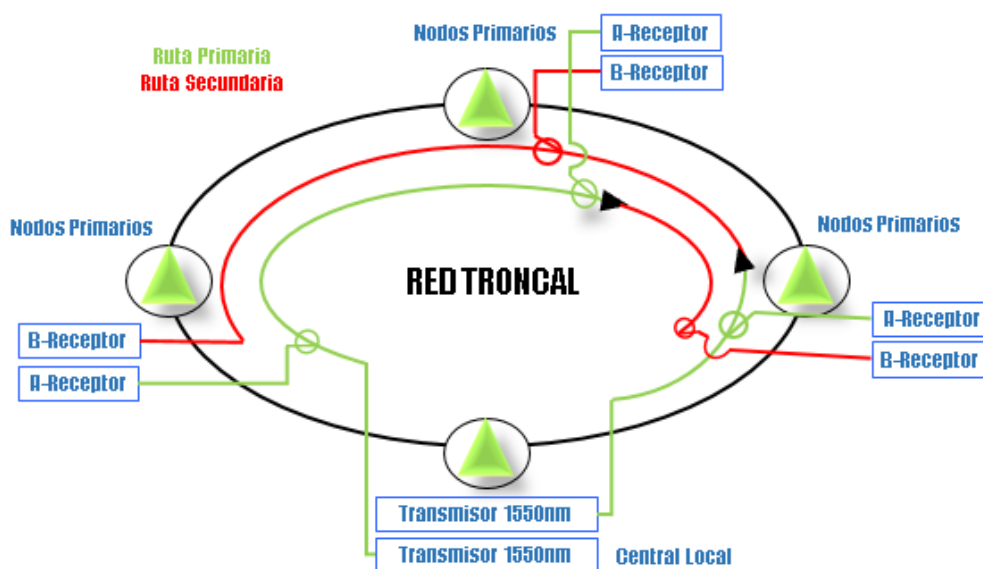 Nodos Primarios
A-Receptor
B-Receptor
Ruta Primaria
Ruta Secundaria
Nodos Primarios
Nodos Primarios
RED TRONCAL
A-Receptor
B-Receptor
B-Receptor
A-Receptor
Transmisor 1550nm
Transmisor 1550nm
Central Local